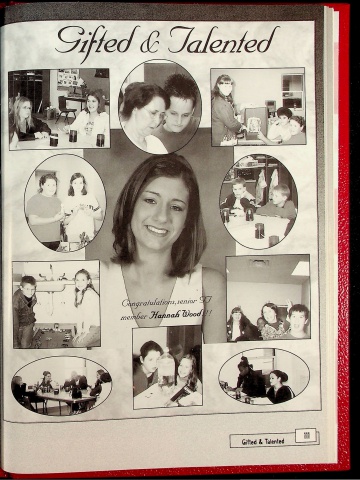 Gifted & Talented
Congratulations, senior GT
member Hannah Wood!!
Gifted & Talented